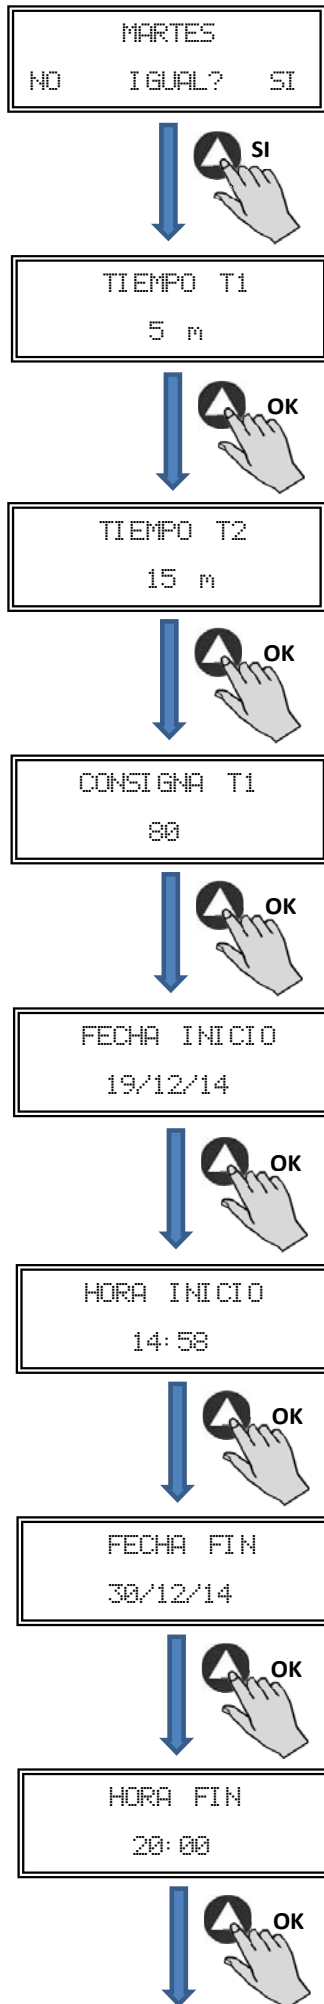 MARTES
NO IGUAL? SI
SI
TIEMPO T1
5 m
OK
TIEMPO T2
15 m
OK
CONSIGNA T1
80
OK
FECHA INICIO
19/12/14
OK
HORA INICIO
14:58
OK
FECHA FIN
30/12/14
OK
HORA FIN
20:00
OK